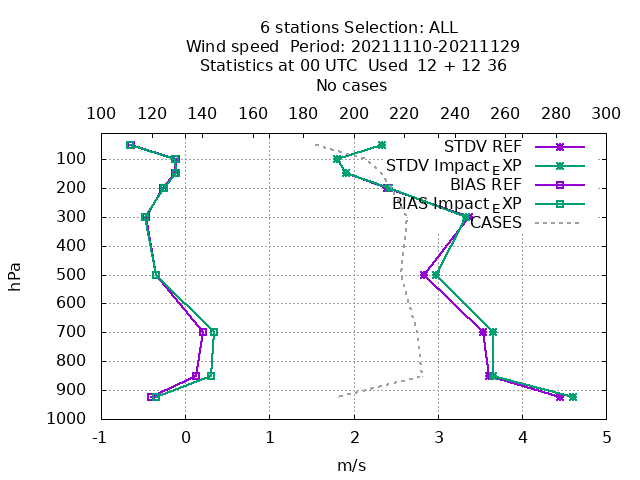 6 stations Selection: ALL
Wind speed  Period: 20211110-20211129
Statistics at 00 UTC  Used  12 + 12 36
No cases
100 120 140 160 180 200 220 240 260 280 300
STDV REF
STDV Impact_EXP
BIAS REF
BIAS Impact_EXP
CASES
100
200
300
400
500
600
700
800
900
1000
hPa
-1 0 1 2 3 4 5
m/s